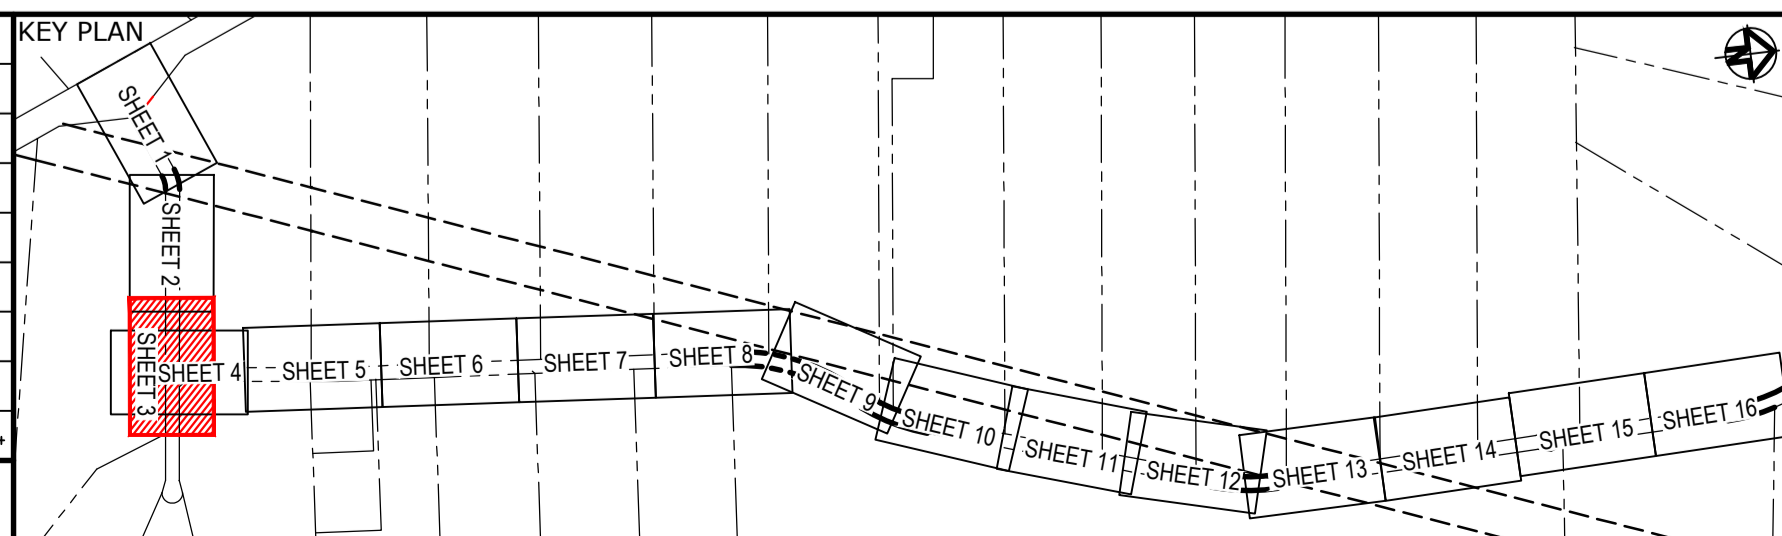 KEY PLAN
N
SHEET 1
SHEET 2
SHEET 3
SHEET 4
SHEET 5
SHEET 6
SHEET 7
SHEET 8
SHEET 9
SHEET 10
SHEET 11
SHEET 12
SHEET 13
SHEET 14
SHEET 15
SHEET 16